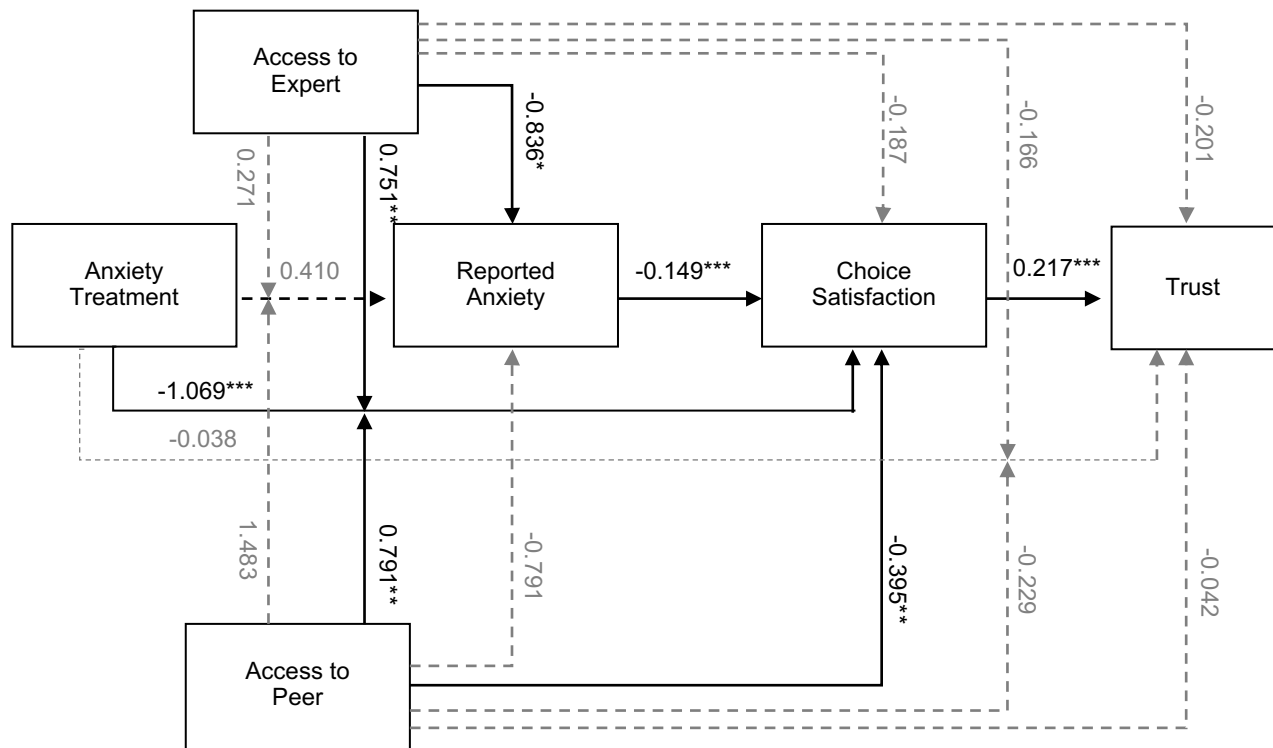 Access to
Expert
-0.836*
-0.187
-0.166
-0.201
0.271
0.751**
Anxiety
Treatment
0.410
Reported
Anxiety
-0.149***
Choice
Satisfaction
0.217***
Trust
-1.069***
-0.038
1.483
0.791**
-0.791
-0.395**
-0.229
-0.042
Access to
Peer